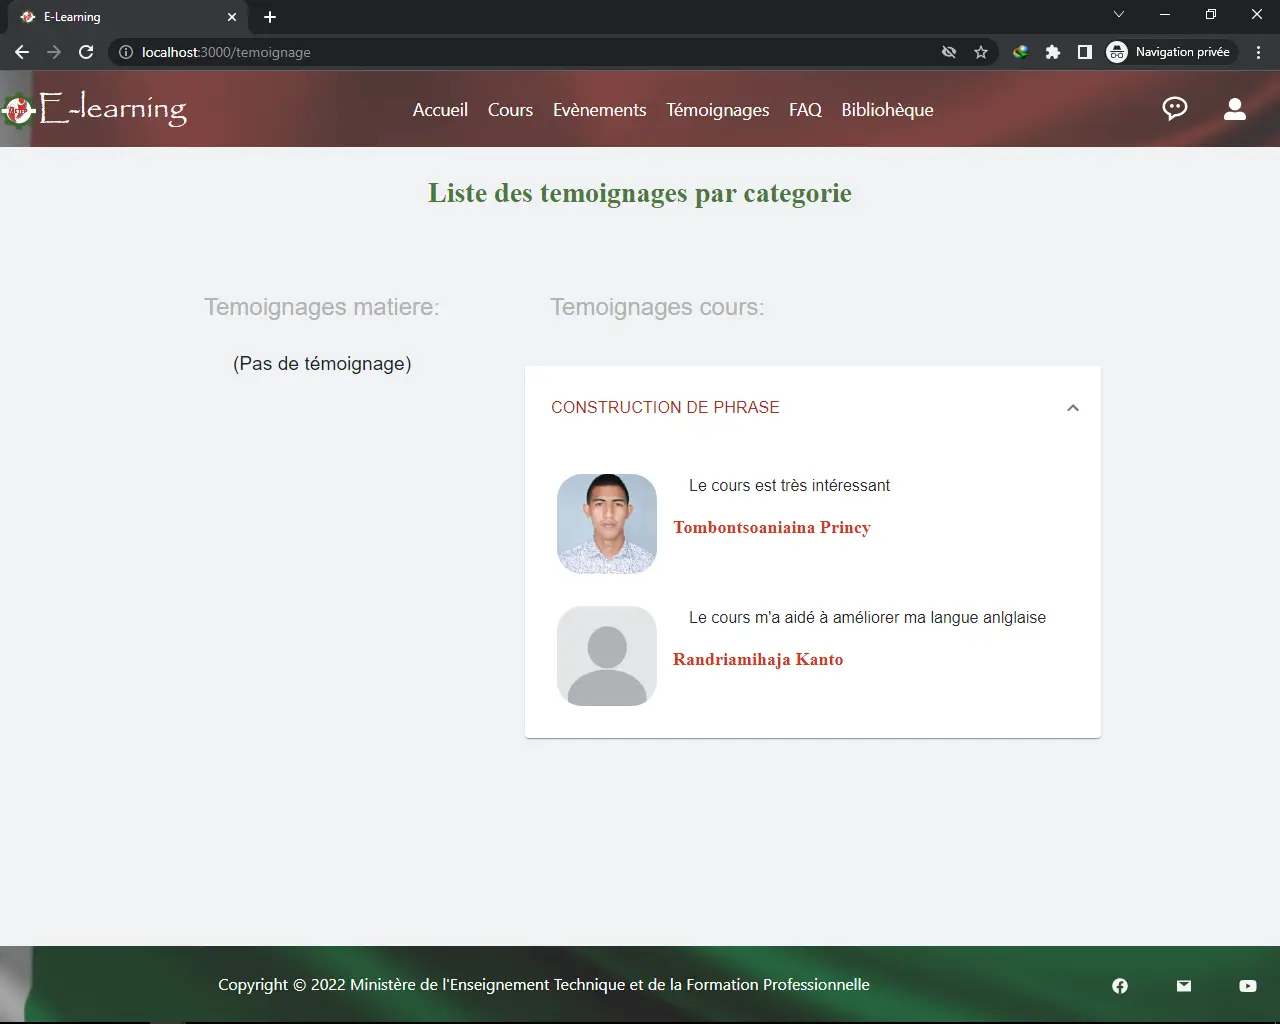 E-Learning
localhost:3000/temoignage
Navigation privée
E-learning
Accueil Cours Evènements Témoignages FAQ Bibliohèque
Liste des temoignages par categorie
Temoignages matiere:
Temoignages cours:
(Pas de témoignage)
CONSTRUCTION DE PHRASE
Le cours est très intéressant
Tombontsoaniaina Princy
Le cours m'a aidé à améliorer ma langue anlglaise
Randriamihaja Kanto
Copyright © 2022 Ministère de l'Enseignement Technique et de la Formation Professionnelle